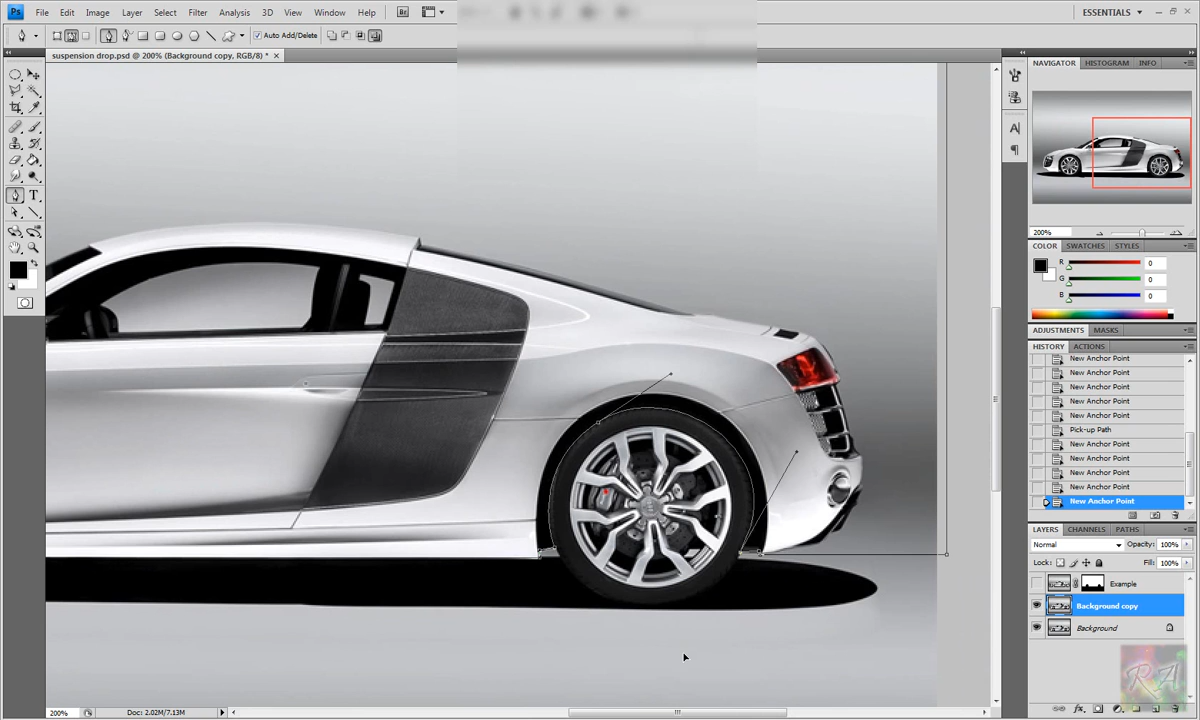 Ps File Edit Image Layer Select Filter Analysis 3D View Window Help Br ESSENTIALS
Auto Add/Delete
suspension drop.psd @ 200% (Background copy, RGB/8) *
NAVIGATOR HISTOGRAM INFO
200%
COLOR SWATCHES STYLES
R 0
G 0
B 0
ADJUSTMENTS MASKS
HISTORY ACTIONS
New Anchor Point
New Anchor Point
New Anchor Point
New Anchor Point
New Anchor Point
Pick-up Path
New Anchor Point
New Anchor Point
New Anchor Point
New Anchor Point
New Anchor Point
LAYERS CHANNELS PATHS
Normal Opacity: 100%
Lock: Fill: 100%
Example
Background copy
Background
200% Doc: 2.02M/7.13M
RA